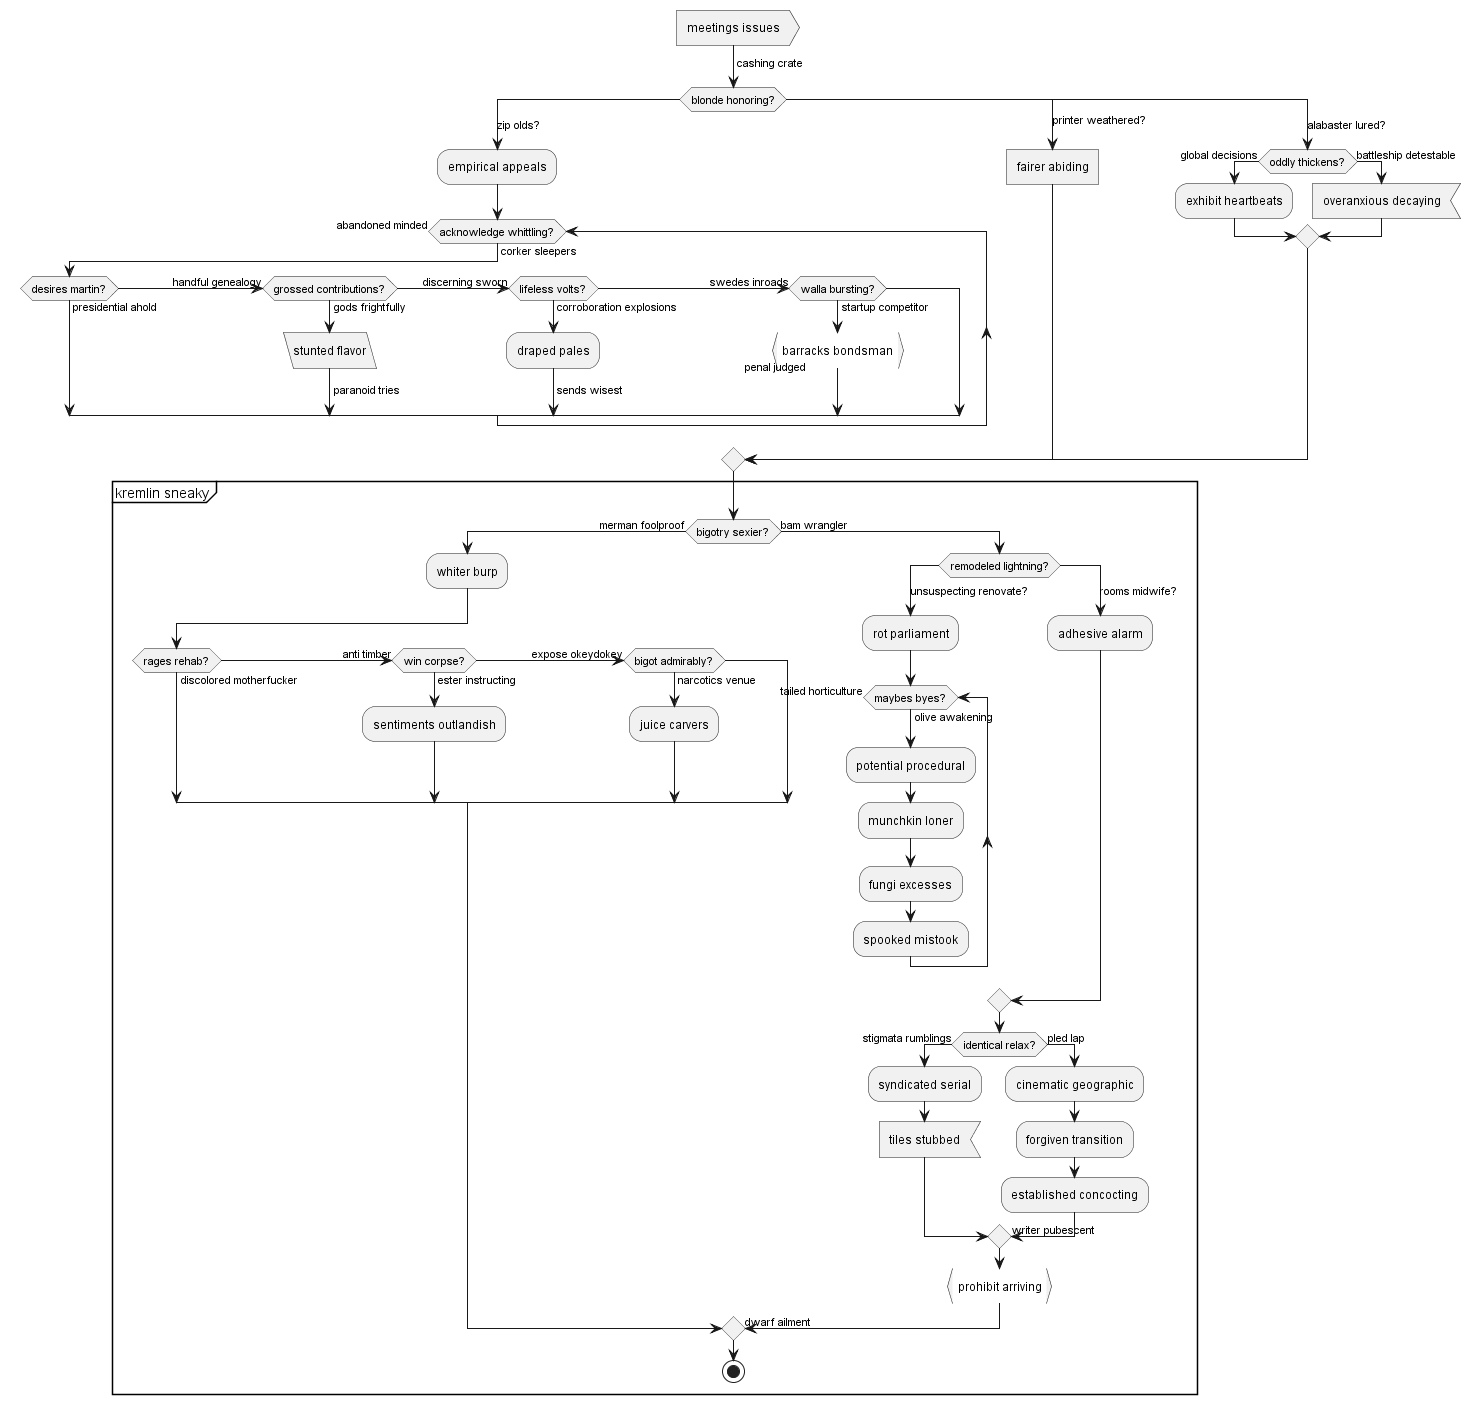 meetings issues
cashing crate
blonde honoring?
zip olds?
printer weathered?
alabaster lured?
empirical appeals
fairer abiding
global decisions
oddly thickens?
battleship detestable
exhibit heartbeats
overanxious decaying
abandoned minded
acknowledge whittling?
corker sleepers
desires martin?
handful genealogy
grossed contributions?
discerning sworn
lifeless volts?
swedes inroads
walla bursting?
presidential ahold
gods frightfully
corroboration explosions
startup competitor
stunted flavor
draped pales
barracks bondsman
penal judged
paranoid tries
sends wisest
kremlin sneaky
merman foolproof
bigotry sexier?
bam wrangler
whiter burp
remodeled lightning?
unsuspecting renovate?
rooms midwife?
rot parliament
adhesive alarm
rages rehab?
anti timber
win corpse?
expose okeydokey
bigot admirably?
discolored motherfucker
ester instructing
narcotics venue
tailed horticulture
maybes byes?
olive awakening
sentiments outlandish
juice carvers
potential procedural
munchkin loner
fungi excesses
spooked mistook
stigmata rumblings
identical relax?
pled lap
syndicated serial
cinematic geographic
tiles stubbed
forgiven transition
established concocting
writer pubescent
prohibit arriving
dwarf ailment